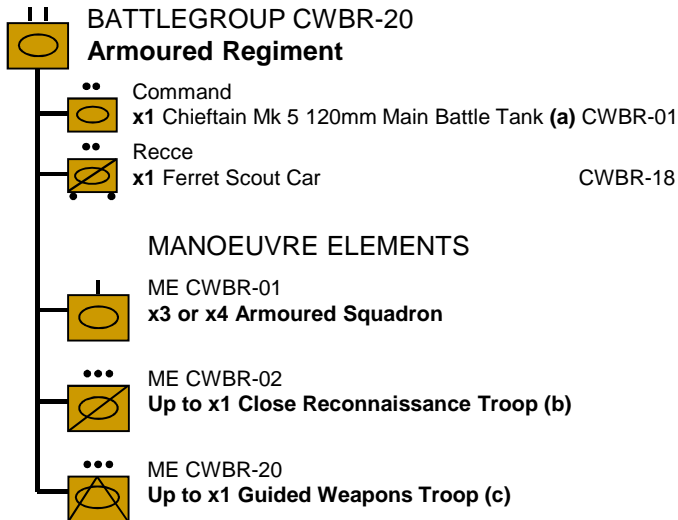 BATTLEGROUP CWBR-20
Armoured Regiment
Command
x1 Chieftain Mk 5 120mm Main Battle Tank (a) CWBR-01
Recce
x1 Ferret Scout Car CWBR-18
MANOEUVRE ELEMENTS
ME CWBR-01
x3 or x4 Armoured Squadron
ME CWBR-02
Up to x1 Close Reconnaissance Troop (b)
ME CWBR-20
Up to x1 Guided Weapons Troop (c)